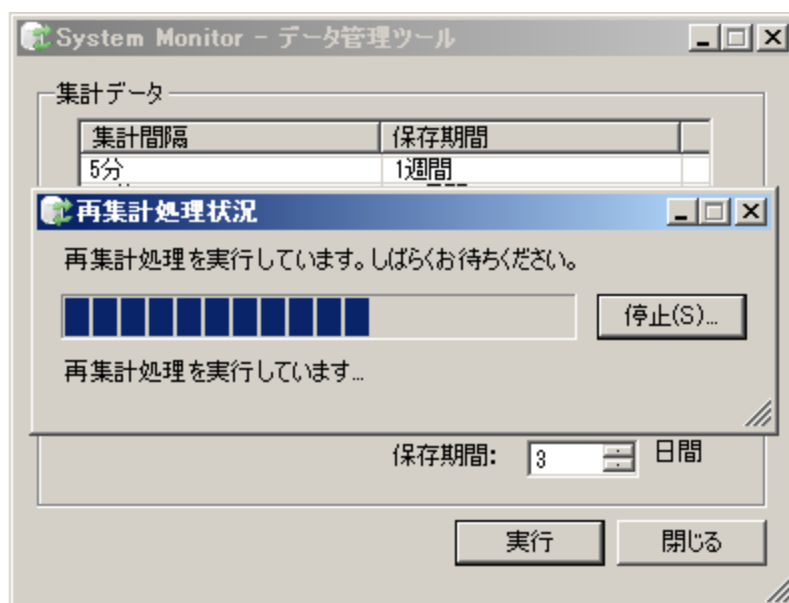 System Monitor - データ管理ツール
集計データ
集計間隔 保存期間
5分 1週間
再集計処理状況
再集計処理を実行しています。しばらくお待ちください。
停止(S)...
再集計処理を実行しています...
保存期間: 3 日間
実行 閉じる